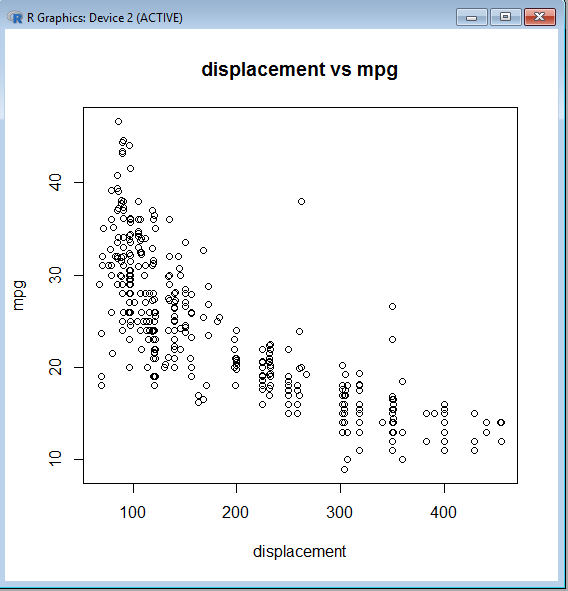 R Graphics: Device 2 (ACTIVE)
displacement vs mpg
mpg
40
30
20
10
100 200 300 400
displacement